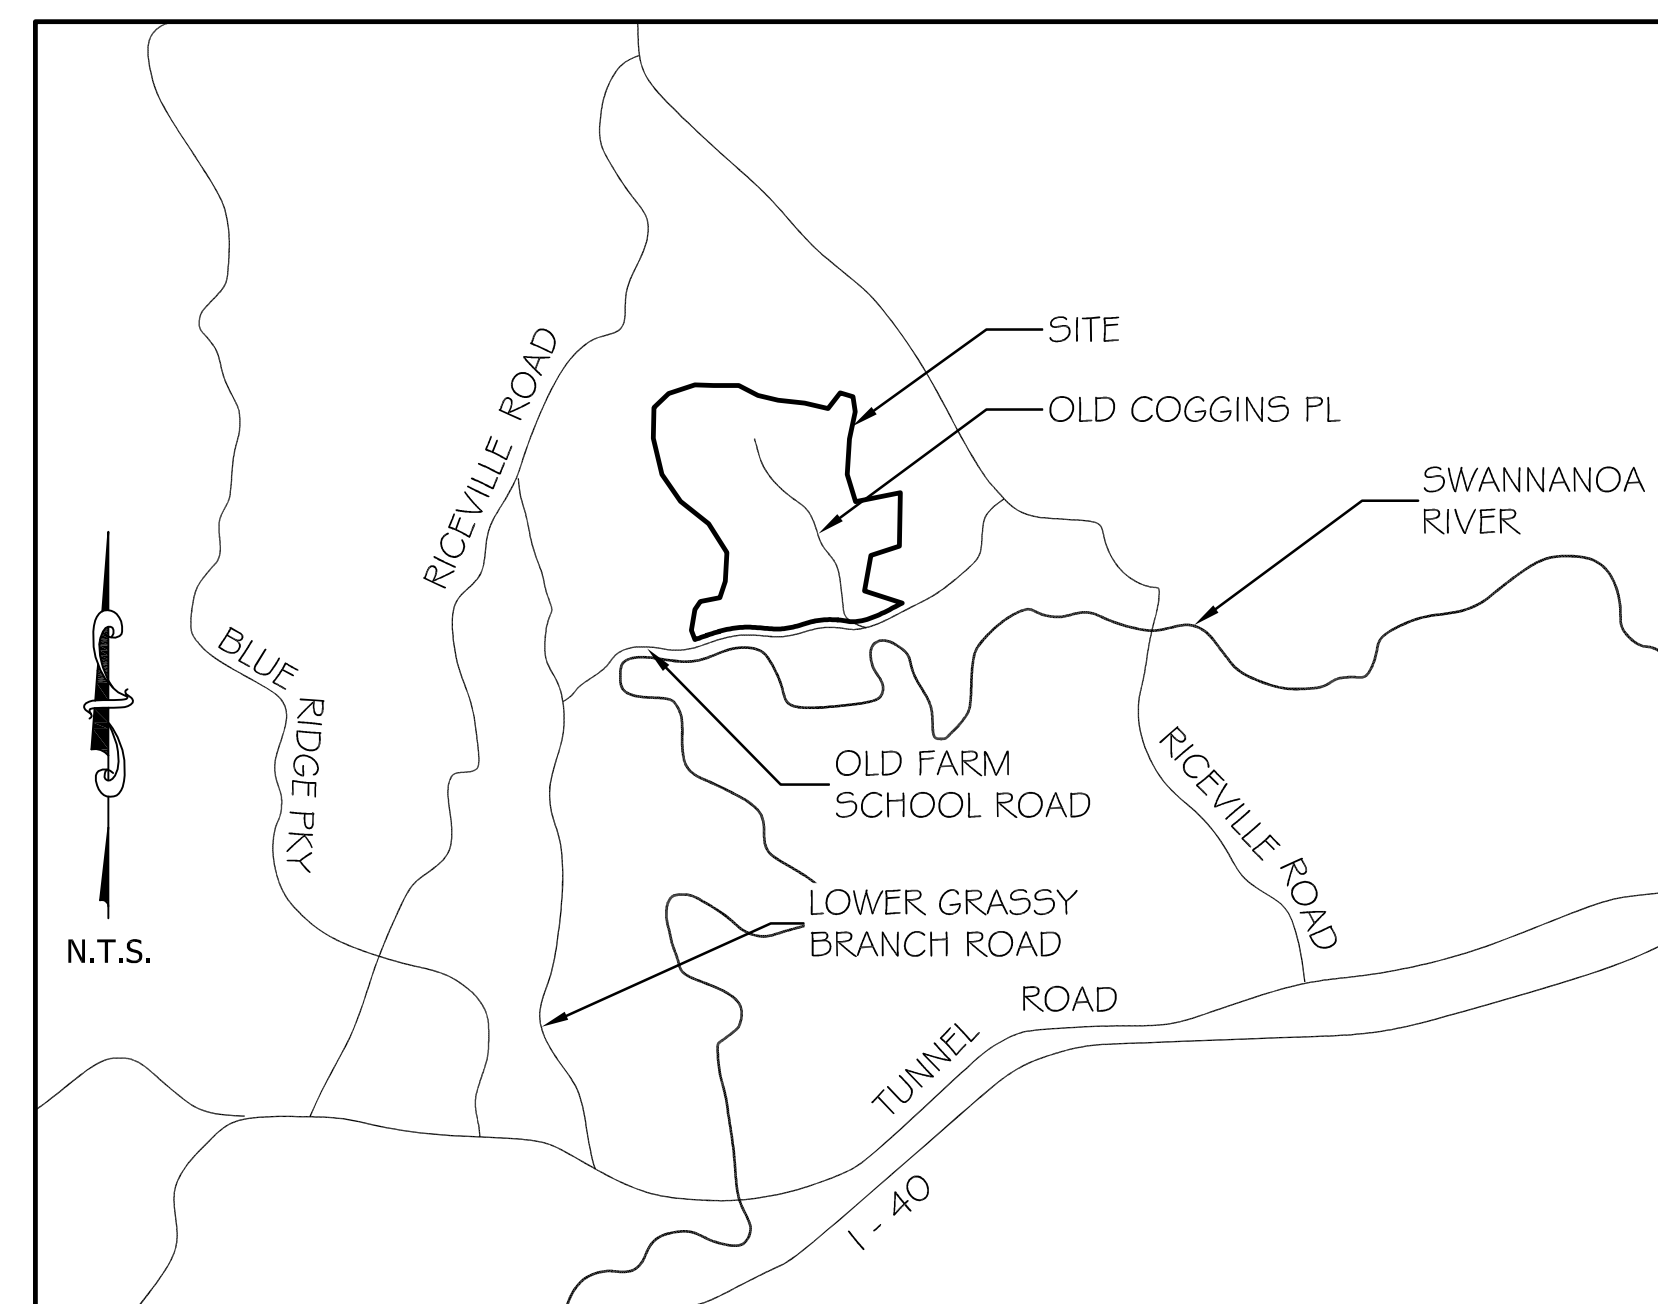 SITE
OLD COGGINS PL
RICEVILLE ROAD
SWANNANOA
RIVER
BLUE RIDGE PKY
OLD FARM
SCHOOL ROAD
RICEVILLE ROAD
LOWER GRASSY
BRANCH ROAD
N.T.S.
TUNNEL ROAD
I - 40